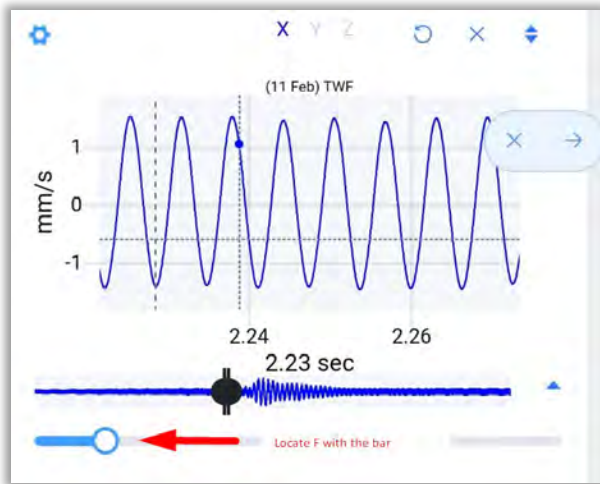 X Y Z
(11 Feb) TWF
mm/s
1
0
-1
2.24 2.26
2.23 sec
Locate F with the bar